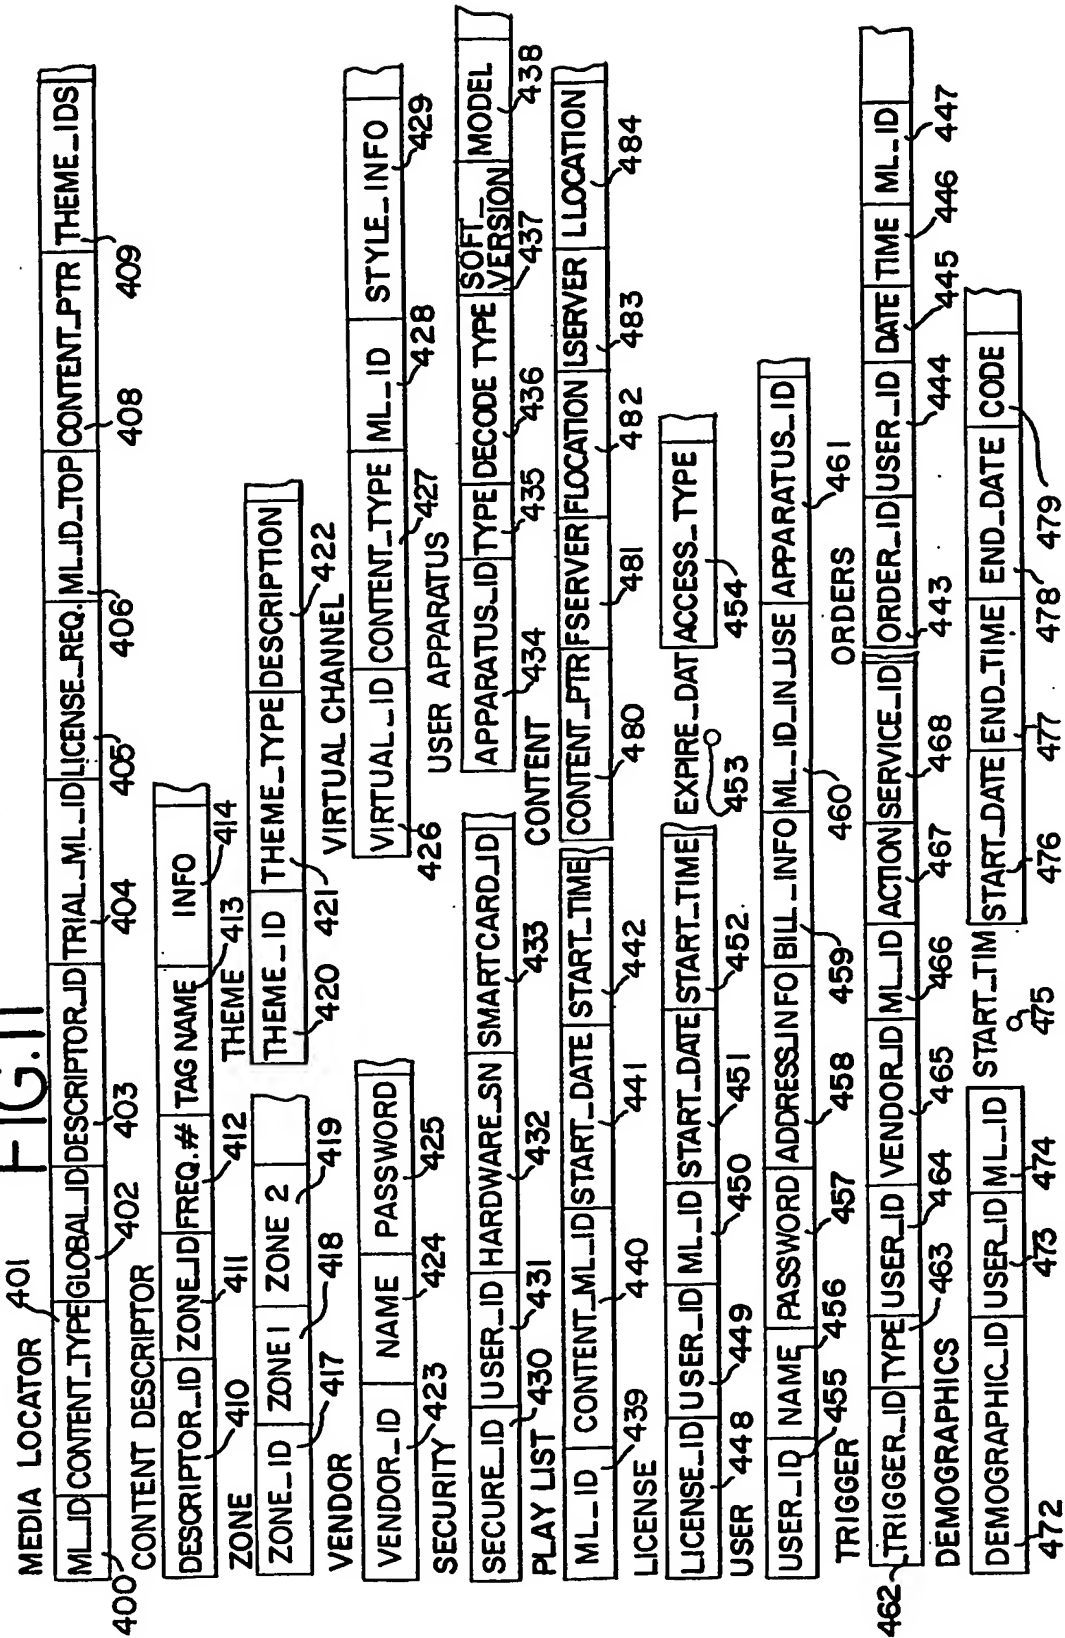 FIG.11
MEDIA LOCATOR 401
ML_ID CONTENT_TYPE GLOBAL_ID DESCRIPTOR_ID TRIAL_ML_ID LICENSE_REQ. ML_ID_TOP CONTENT_PTR THEME_IDS
400 402 403 404 405 406 408 409
CONTENT DESCRIPTOR
DESCRIPTOR_ID ZONE_ID FREQ.# TAG NAME INFO
410 411 412 413 414
ZONE
ZONE_ID ZONE 1 ZONE 2
417 418 419
THEME
THEME_ID THEME_TYPE DESCRIPTION
420 421 422
VENDOR
VENDOR_ID NAME PASSWORD
423 424 425
VIRTUAL CHANNEL
VIRTUAL_ID CONTENT_TYPE ML_ID STYLE_INFO
426 427 428 429
SECURITY
SECURE_ID USER_ID HARDWARE_SN SMARTCARD_ID
430 431 432 433
USER APPARATUS
APPARATUS_ID TYPE DECODE TYPE SOFT_VERSION MODEL
434 435 436 437 438
PLAY LIST
ML_ID CONTENT_ML_ID START_DATE START_TIME
439 440 441 442
CONTENT
CONTENT_PTR FSERVER FLOCATION LSERVER LLOCATION
480 481 482 483 484
LICENSE
LICENSE_ID USER_ID ML_ID START_DATE START_TIME EXPIRE_DAT ACCESS_TYPE
448 449 450 451 452 453 454
USER
USER_ID NAME PASSWORD ADDRESS_INFO BILL_INFO ML_ID_IN_USE APPARATUS_ID
455 456 457 458 459 460 461
TRIGGER
TRIGGER_ID TYPE USER_ID VENDOR_ID ML_ID ACTION SERVICE_ID
462 463 464 465 466 467 468
ORDERS
ORDER_ID USER_ID DATE TIME ML_ID
443 444 445 446 447
DEMOGRAPHICS
DEMOGRAPHIC_ID USER_ID ML_ID START_TIM START_DATE END_TIME END_DATE CODE
472 473 474 475 476 477 478 479